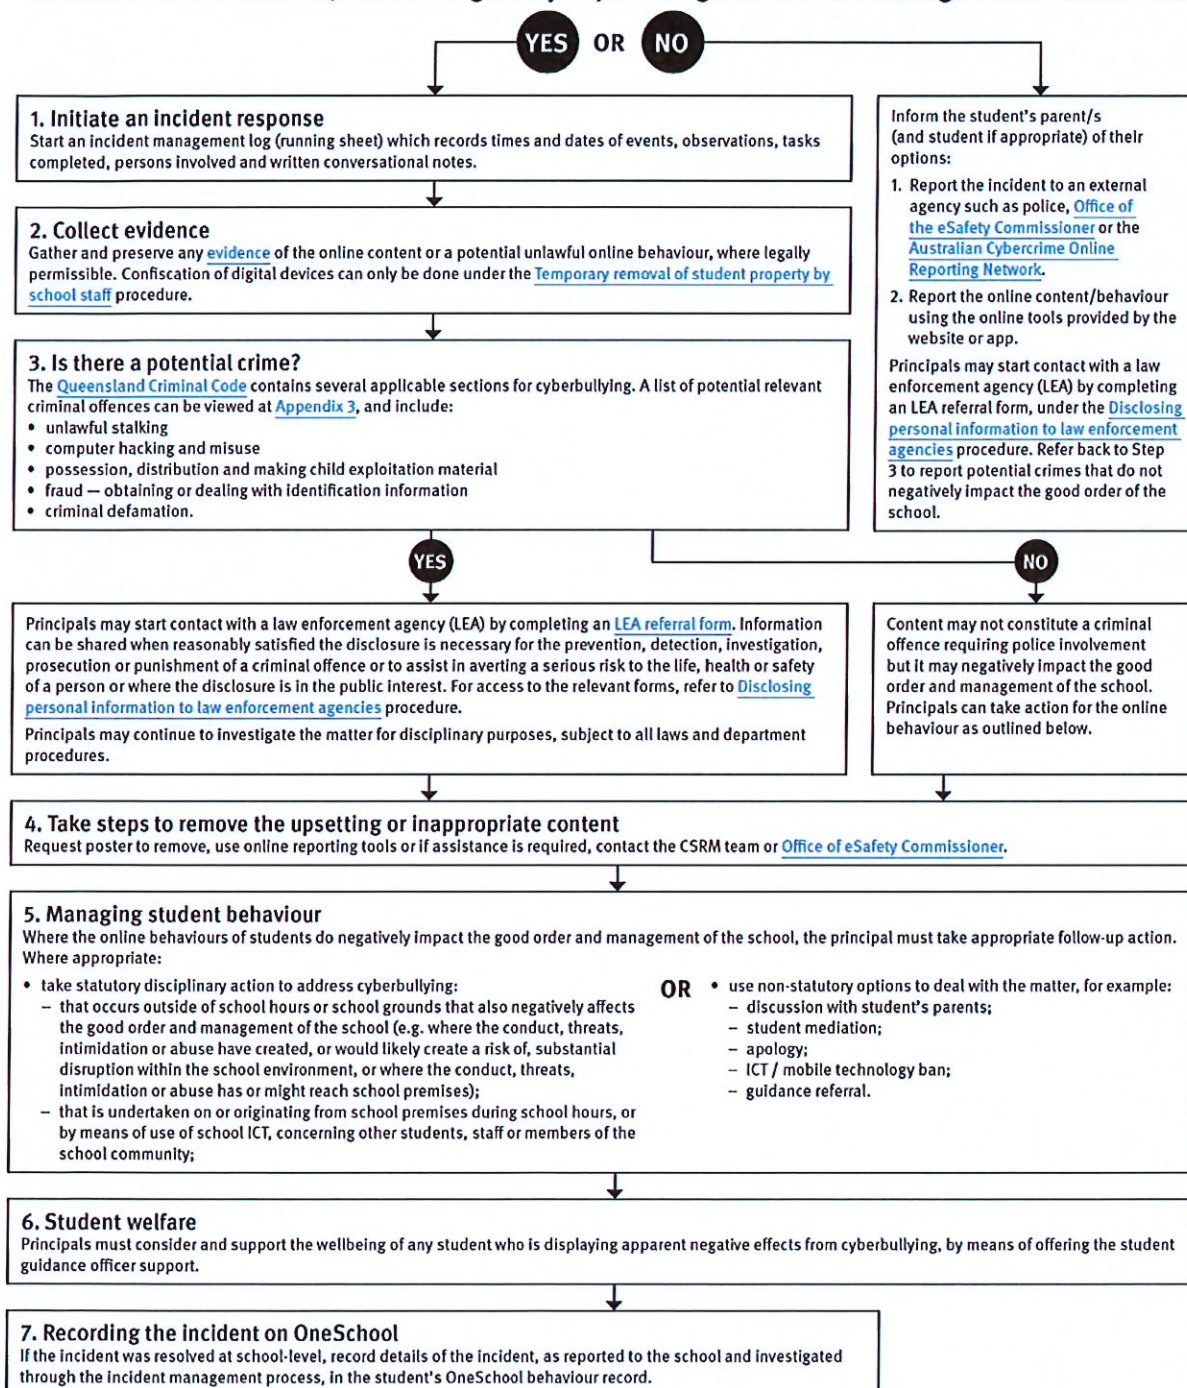 YES OR NO
1. Initiate an incident response
Start an incident management log (running sheet) which records times and dates of events, observations, tasks
completed, persons involved and written conversational notes.
2. Collect evidence
Gather and preserve any evidence of the online content or a potential unlawful online behaviour, where legally
permissible. Confiscation of digital devices can only be done under the Temporary removal of student property by
school staff procedure.
3. Is there a potential crime?
The Queensland Criminal Code contains several applicable sections for cyberbullying. A list of potential relevant
criminal offences can be viewed at Appendix 3, and include:
• unlawful stalking
• computer hacking and misuse
• possession, distribution and making child exploitation material
• fraud — obtaining or dealing with identification information
• criminal defamation.
Inform the student's parent/s
(and student if appropriate) of their
options:
1. Report the incident to an external
agency such as police, Office of
the eSafety Commissioner or the
Australian Cybercrime Online
Reporting Network.
2. Report the online content/behaviour
using the online tools provided by the
website or app.
Principals may start contact with a law
enforcement agency (LEA) by completing
an LEA referral form, under the Disclosing
personal information to law enforcement
agencies procedure. Refer back to Step
3 to report potential crimes that do not
negatively impact the good order of the
school.
YES
NO
Principals may start contact with a law enforcement agency (LEA) by completing an LEA referral form. Information
can be shared when reasonably satisfied the disclosure is necessary for the prevention, detection, investigation,
prosecution or punishment of a criminal offence or to assist in averting a serious risk to the life, health or safety
of a person or where the disclosure is in the public interest. For access to the relevant forms, refer to Disclosing
personal information to law enforcement agencies procedure.
Principals may continue to investigate the matter for disciplinary purposes, subject to all laws and department
procedures.
Content may not constitute a criminal
offence requiring police involvement
but it may negatively impact the good
order and management of the school.
Principals can take action for the online
behaviour as outlined below.
4. Take steps to remove the upsetting or inappropriate content
Request poster to remove, use online reporting tools or if assistance is required, contact the CSRM team or Office of eSafety Commissioner.
5. Managing student behaviour
Where the online behaviours of students do negatively impact the good order and management of the school, the principal must take appropriate follow-up action.
Where appropriate:
• take statutory disciplinary action to address cyberbullying:
– that occurs outside of school hours or school grounds that also negatively affects
the good order and management of the school (e.g. where the conduct, threats,
intimidation or abuse have created, or would likely create a risk of, substantial
disruption within the school environment, or where the conduct, threats,
intimidation or abuse has or might reach school premises);
– that is undertaken on or originating from school premises during school hours, or
by means of use of school ICT, concerning other students, staff or members of the
school community;
OR
• use non-statutory options to deal with the matter, for example:
– discussion with student's parents;
– student mediation;
– apology;
– ICT / mobile technology ban;
– guidance referral.
6. Student welfare
Principals must consider and support the wellbeing of any student who is displaying apparent negative effects from cyberbullying, by means of offering the student
guidance officer support.
7. Recording the incident on OneSchool
If the incident was resolved at school-level, record details of the incident, as reported to the school and investigated
through the incident management process, in the student's OneSchool behaviour record.